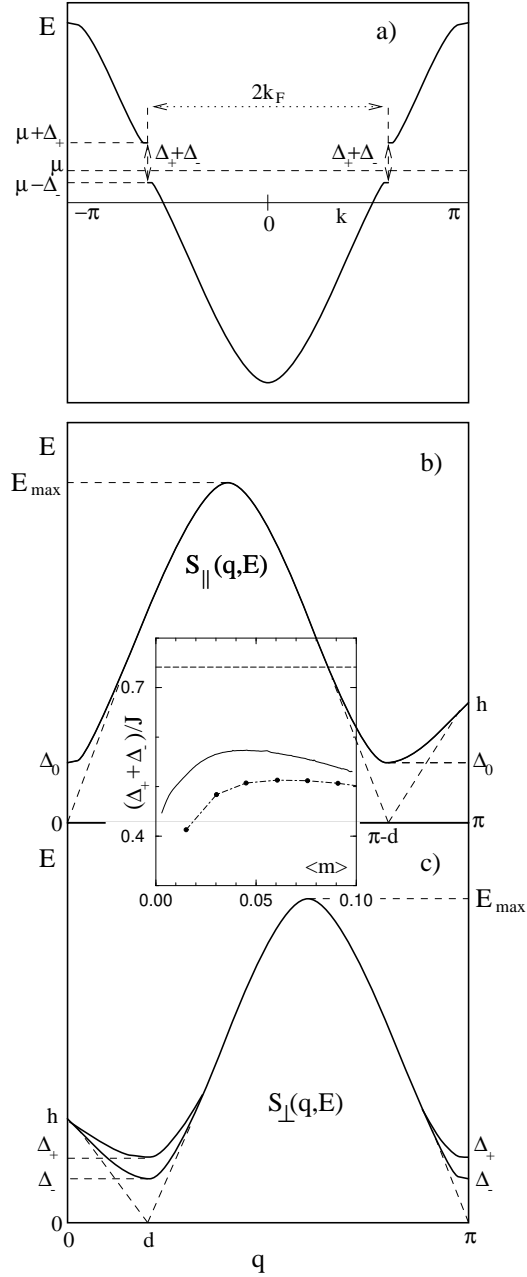 E
a)
2k_F
μ+Δ_+
Δ_+ + Δ_-
Δ_+ + Δ_-
μ
μ−Δ_-
−π
0
k
π
E
b)
E_max
S_||(q,E)
h
0.7
(Δ_+ + Δ_-)/J
Δ_0
Δ_0
0.4
0
π-d
π
<m>
0.00
0.05
0.10
E
c)
E_max
S_⊥(q,E)
h
Δ_+
Δ_+
Δ_-
Δ_-
0
0
d
π
q